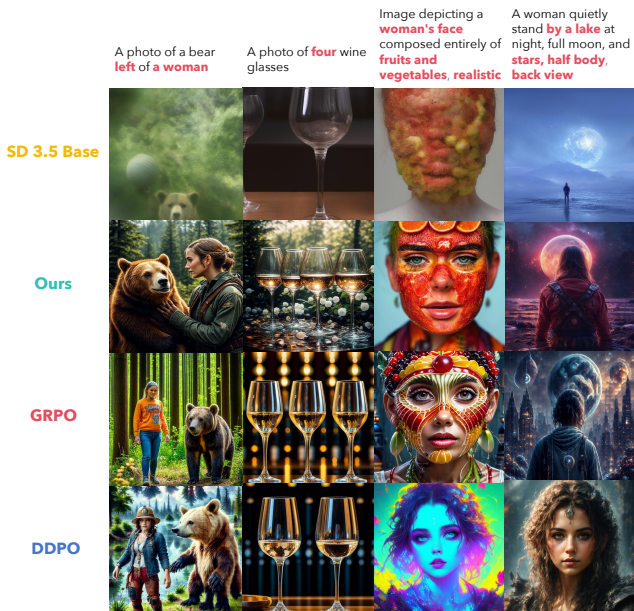 A photo of a bear
left of a woman
A photo of four wine
glasses
Image depicting a
woman's face
composed entirely of
fruits and
vegetables, realistic
A woman quietly
stand by a lake at
night, full moon, and
stars, half body,
back view
SD 3.5 Base
Ours
GRPO
DDPO